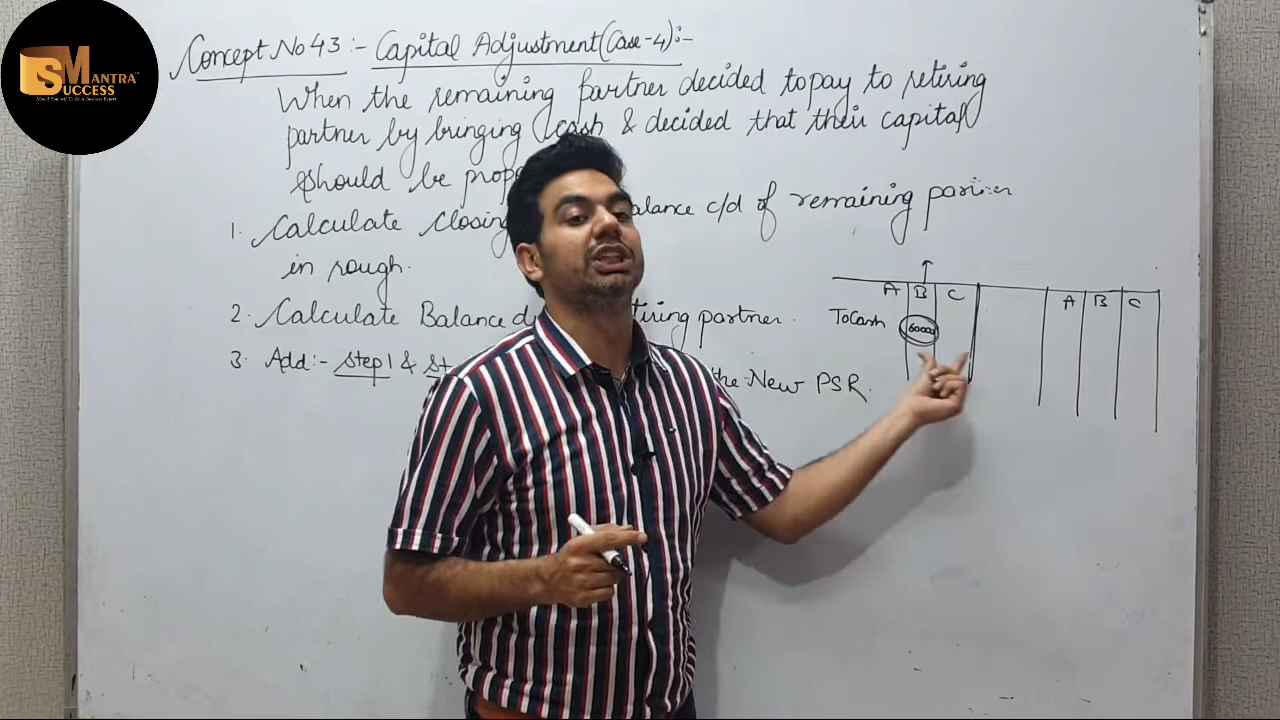 SMANTRA
SUCCESS
Concept No 43 :- Capital Adjustment (Case-4):-
When the remaining partner decided to pay to retiring
partner by bringing cash & decided that their capital
should be prop
1. Calculate Closing alance c/d of remaining partner
in rough.
2. Calculate Balance d tiring partner.
3. Add:- Step 1 & St the New PSR.
A B C
To Cash 60000
A B C